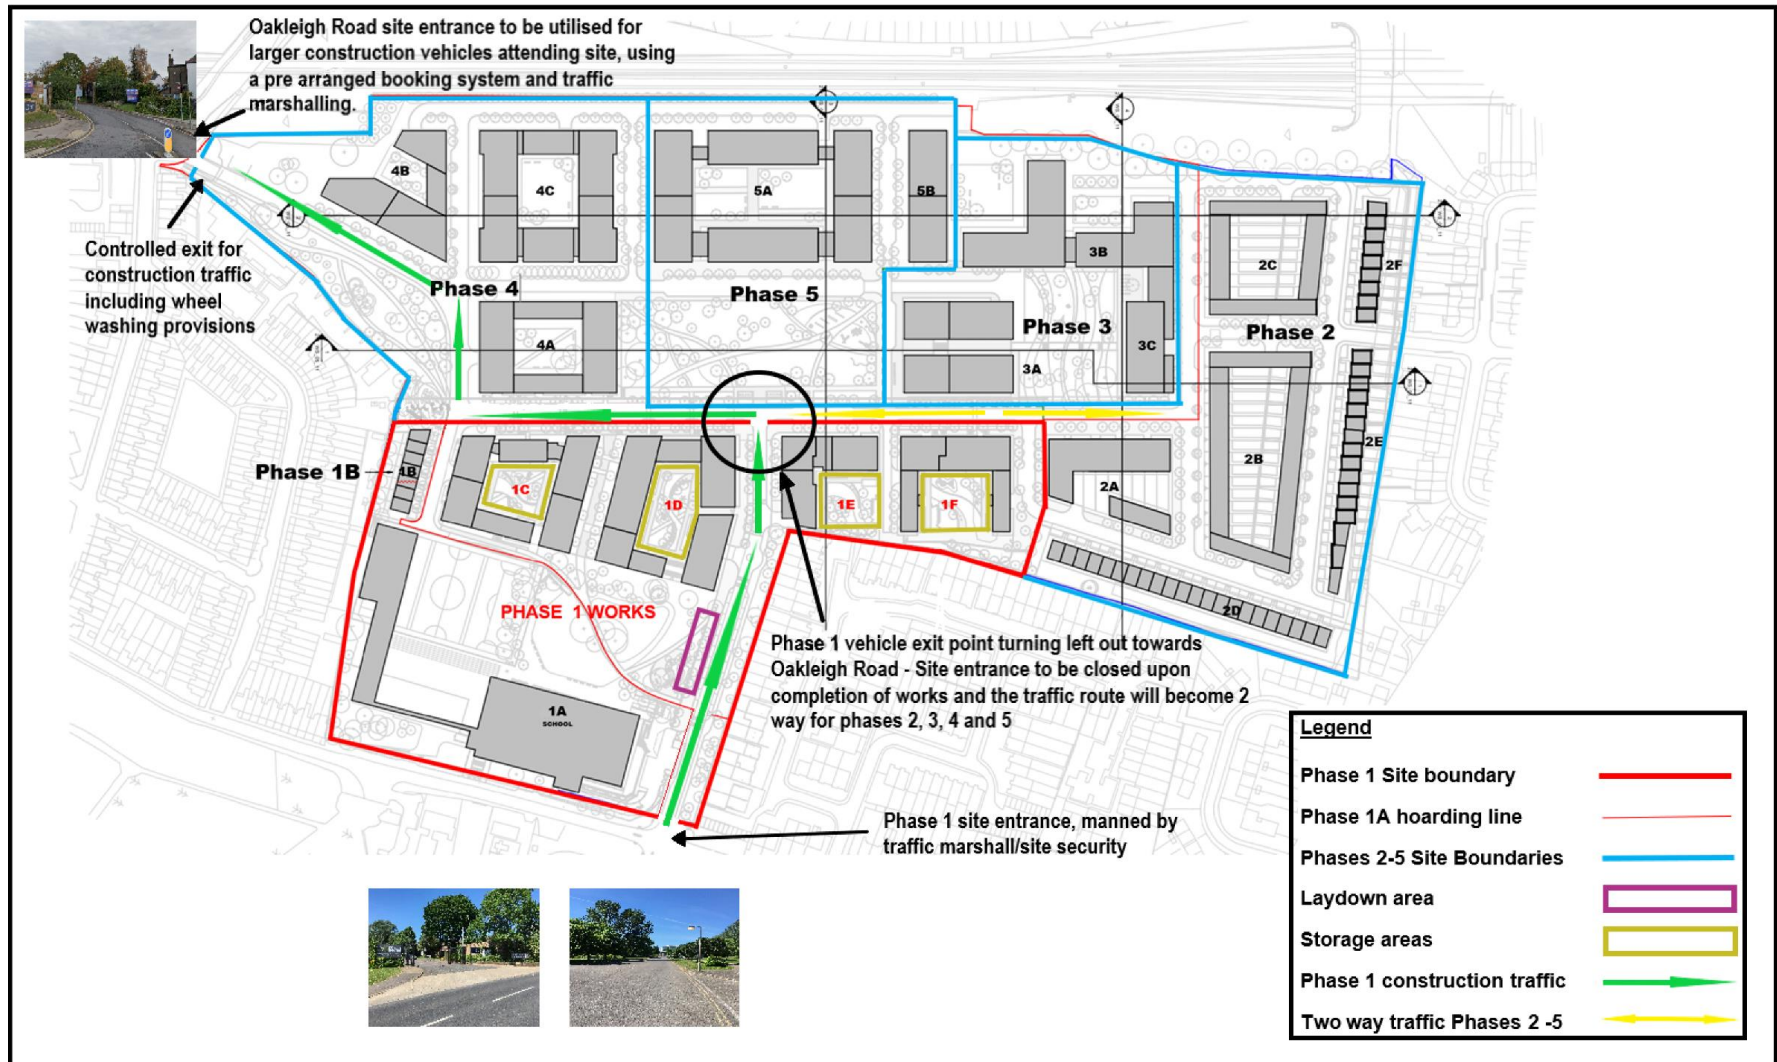 Oakleigh Road site entrance to be utilised for
larger construction vehicles attending site, using
a pre arranged booking system and traffic
marshalling.
Controlled exit for
construction traffic
including wheel
washing provisions
4B
4C
5A
5B
3B
2C
2F
Phase 4
Phase 5
Phase 3
Phase 2
4A
3A
3C
2E
2B
2A
2D
Phase 1B
1B
1C
1D
1E
1F
PHASE 1 WORKS
1A
SCHOOL
Phase 1 vehicle exit point turning left out towards
Oakleigh Road - Site entrance to be closed upon
completion of works and the traffic route will become 2
way for phases 2, 3, 4 and 5
Phase 1 site entrance, manned by
traffic marshall/site security
Legend
Phase 1 Site boundary
Phase 1A hoarding line
Phases 2-5 Site Boundaries
Laydown area
Storage areas
Phase 1 construction traffic
Two way traffic Phases 2 -5